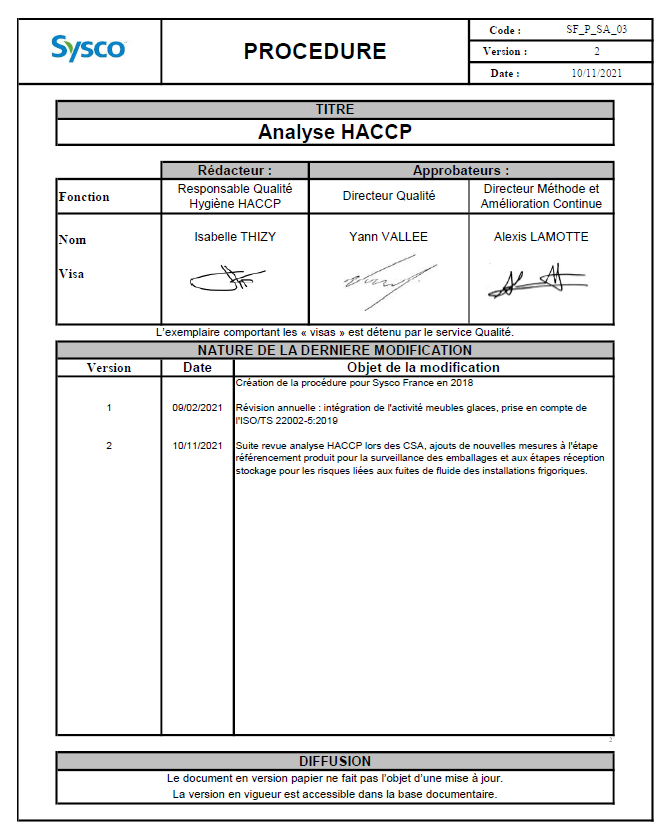 Sysco
PROCEDURE
Code : SF_P_SA_03
Version : 2
Date : 10/11/2021
TITRE
Analyse HACCP
Rédacteur : Approbateurs :
Fonction
Responsable Qualité
Hygiène HACCP
Directeur Qualité
Directeur Méthode et
Amélioration Continue
Nom Isabelle THIZY Yann VALLEE Alexis LAMOTTE
Visa
L'exemplaire comportant les « visas » est détenu par le service Qualité.
NATURE DE LA DERNIERE MODIFICATION
Version Date Objet de la modification
Création de la procédure pour Sysco France en 2018
1 09/02/2021 Révision annuelle : intégration de l'activité meubles glaces, prise en compte de
l'ISO/TS 22002-5:2019
2 10/11/2021 Suite revue analyse HACCP lors des CSA, ajouts de nouvelles mesures à l'étape
référencement produit pour la surveillance des emballages et aux étapes réception
stockage pour les risques liées aux fuites de fluide des installations frigoriques.
2
DIFFUSION
Le document en version papier ne fait pas l'objet d'une mise à jour.
La version en vigueur est accessible dans la base documentaire.